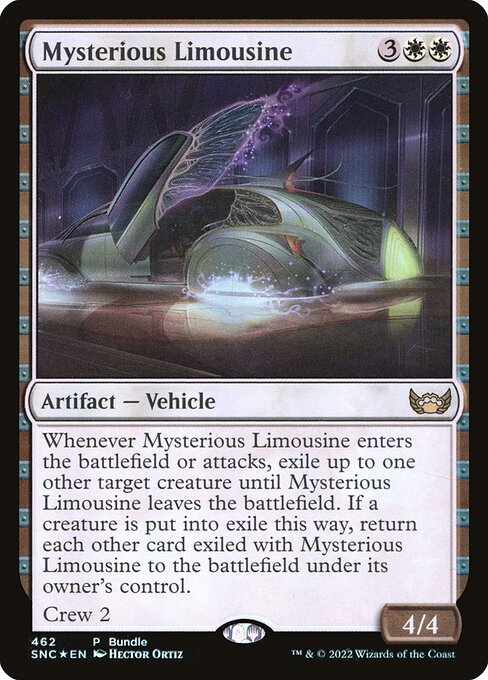 Mysterious Limousine 3
Artifact — Vehicle
Whenever Mysterious Limousine enters
the battlefield or attacks, exile up to one
other target creature until Mysterious
Limousine leaves the battlefield. If a
creature is put into exile this way, return
each other card exiled with Mysterious
Limousine to the battlefield under its
owner's control.
Crew 2
4/4
462 P Bundle
SNC★EN Hector Ortiz ™ & © 2022 Wizards of the Coast